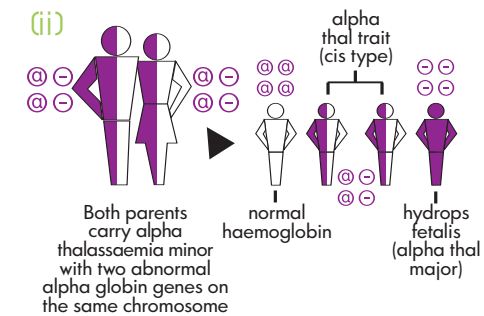 (ii)
alpha
thal trait
(cis type)
@ - @ -
@ - @ -
@ @
@ @
- -
- -
@ -
@ -
Both parents
carry alpha
thalassaemia minor
with two abnormal
alpha globin genes on
the same chromosome
normal
haemoglobin
hydrops
fetalis
(alpha thal
major)